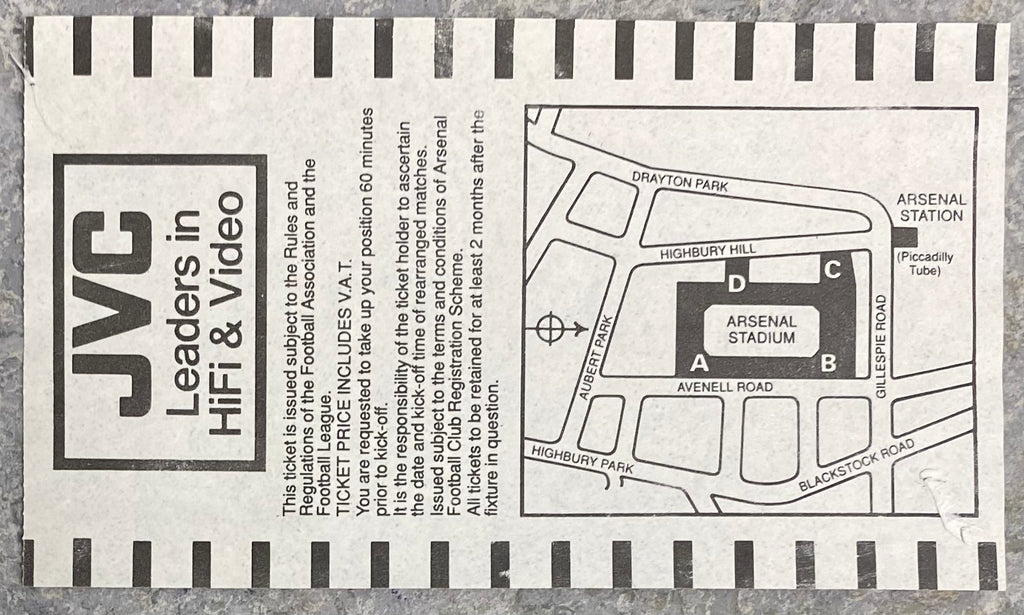 JVC
Leaders in
HiFi & Video
This ticket is issued subject to the Rules and
Regulations of the Football Association and the
Football League.
TICKET PRICE INCLUDES V.A.T.
You are requested to take up your position 60 minutes
prior to kick-off.
It is the responsibility of the ticket holder to ascertain
the date and kick-off time of rearranged matches.
Issued subject to the terms and conditions of Arsenal
Football Club Registration Scheme.
All tickets to be retained for at least 2 months after the
fixture in question.
DRAYTON PARK
ARSENAL
STATION
(Piccadilly
Tube)
HIGHBURY HILL
D
C
ARSENAL
STADIUM
A
B
AUBERT PARK
GILLESPIE ROAD
AVENELL ROAD
HIGHBURY PARK
BLACKSTOCK ROAD